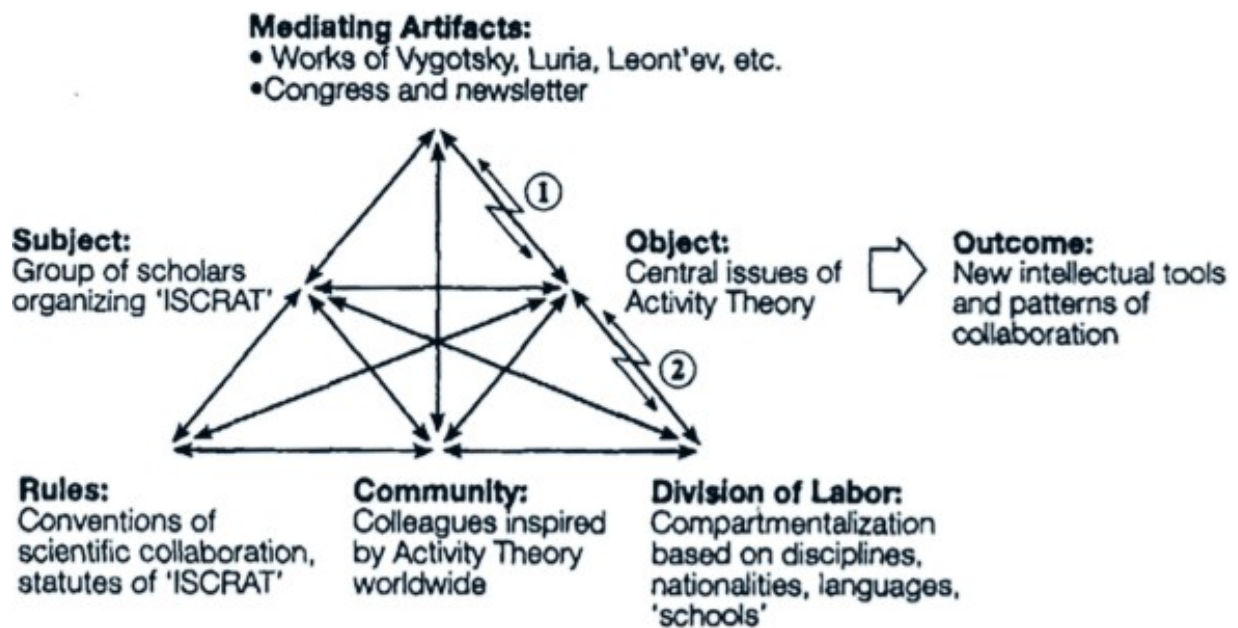 Mediating Artifacts:
• Works of Vygotsky, Luria, Leont'ev, etc.
•Congress and newsletter
1
Subject:
Group of scholars
organizing 'ISCRAT'
Object:
Central issues of
Activity Theory
Outcome:
New intellectual tools
and patterns of
collaboration
2
Rules:
Conventions of
scientific collaboration,
statutes of 'ISCRAT'
Community:
Colleagues inspired
by Activity Theory
worldwide
Division of Labor:
Compartmentalization
based on disciplines,
nationalities, languages,
'schools'